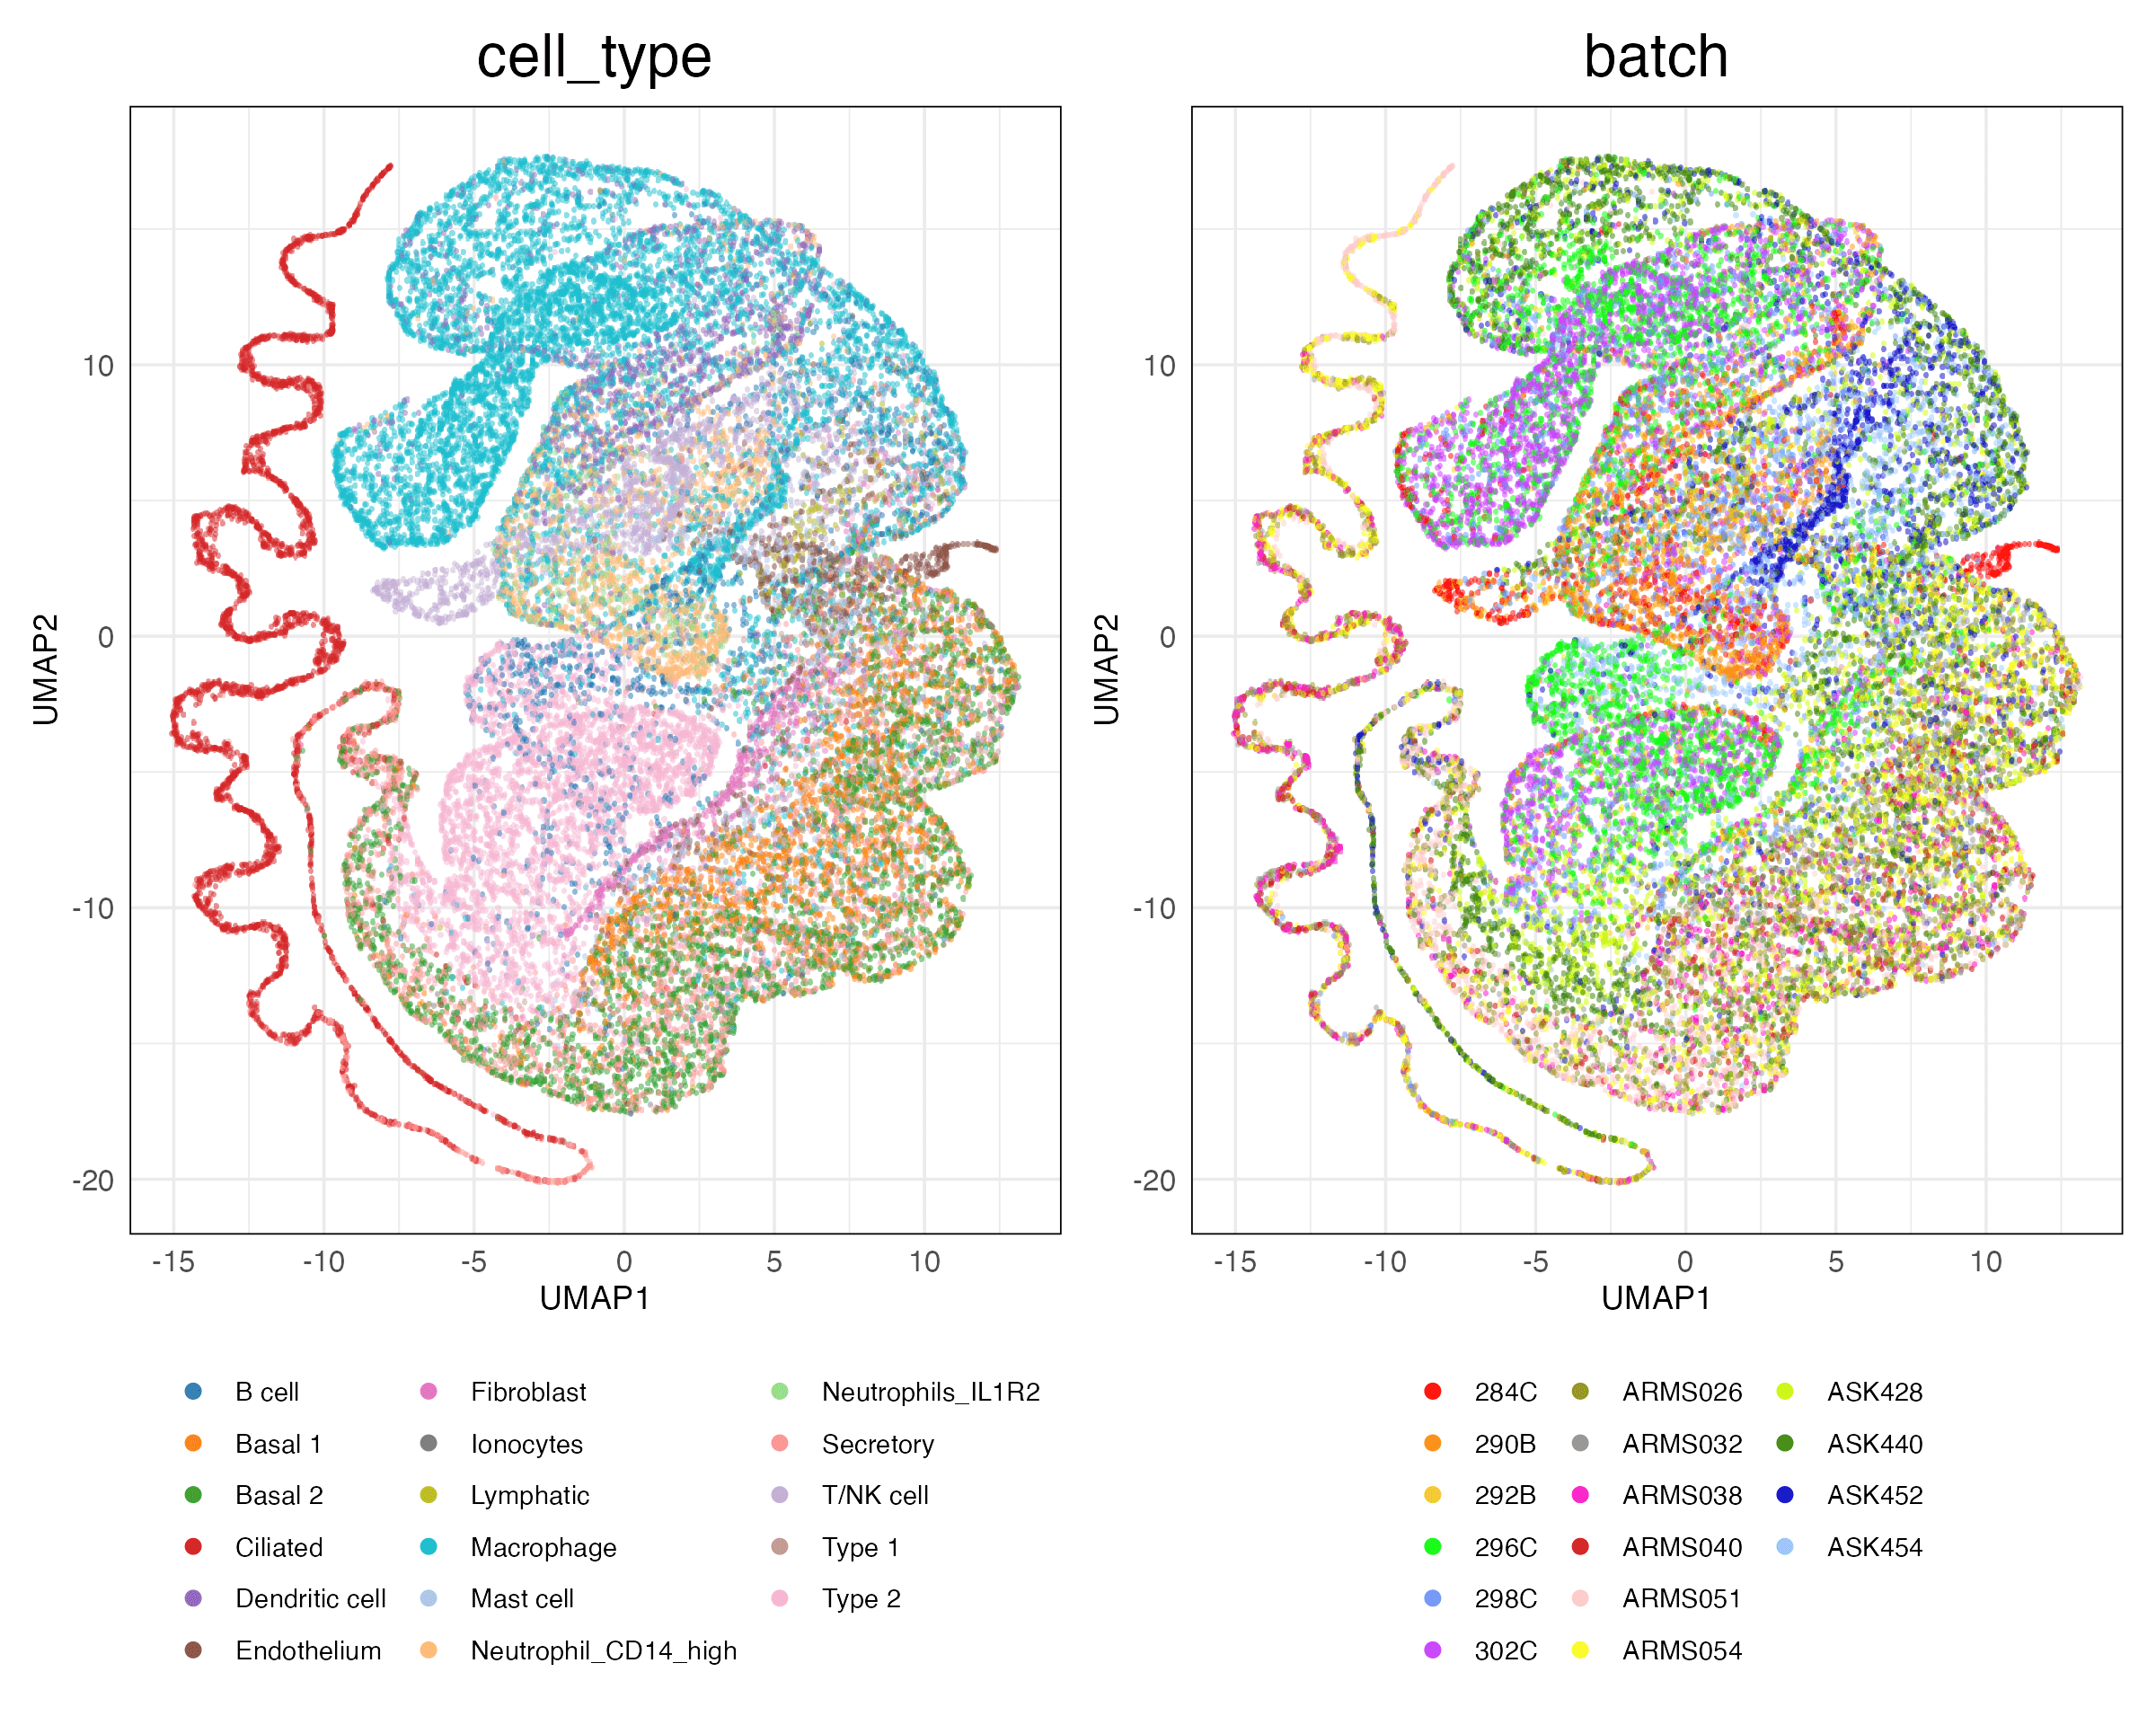 cell_type
batch
10
0
-10
-20
UMAP2
-15 -10 -5 0 5 10
UMAP1
10
0
-10
-20
UMAP2
-15 -10 -5 0 5 10
UMAP1
B cell
Basal 1
Basal 2
Ciliated
Dendritic cell
Endothelium
Fibroblast
Ionocytes
Lymphatic
Macrophage
Mast cell
Neutrophil_CD14_high
Neutrophils_IL1R2
Secretory
T/NK cell
Type 1
Type 2
284C
290B
292B
296C
298C
302C
ARMS026
ARMS032
ARMS038
ARMS040
ARMS051
ARMS054
ASK428
ASK440
ASK452
ASK454